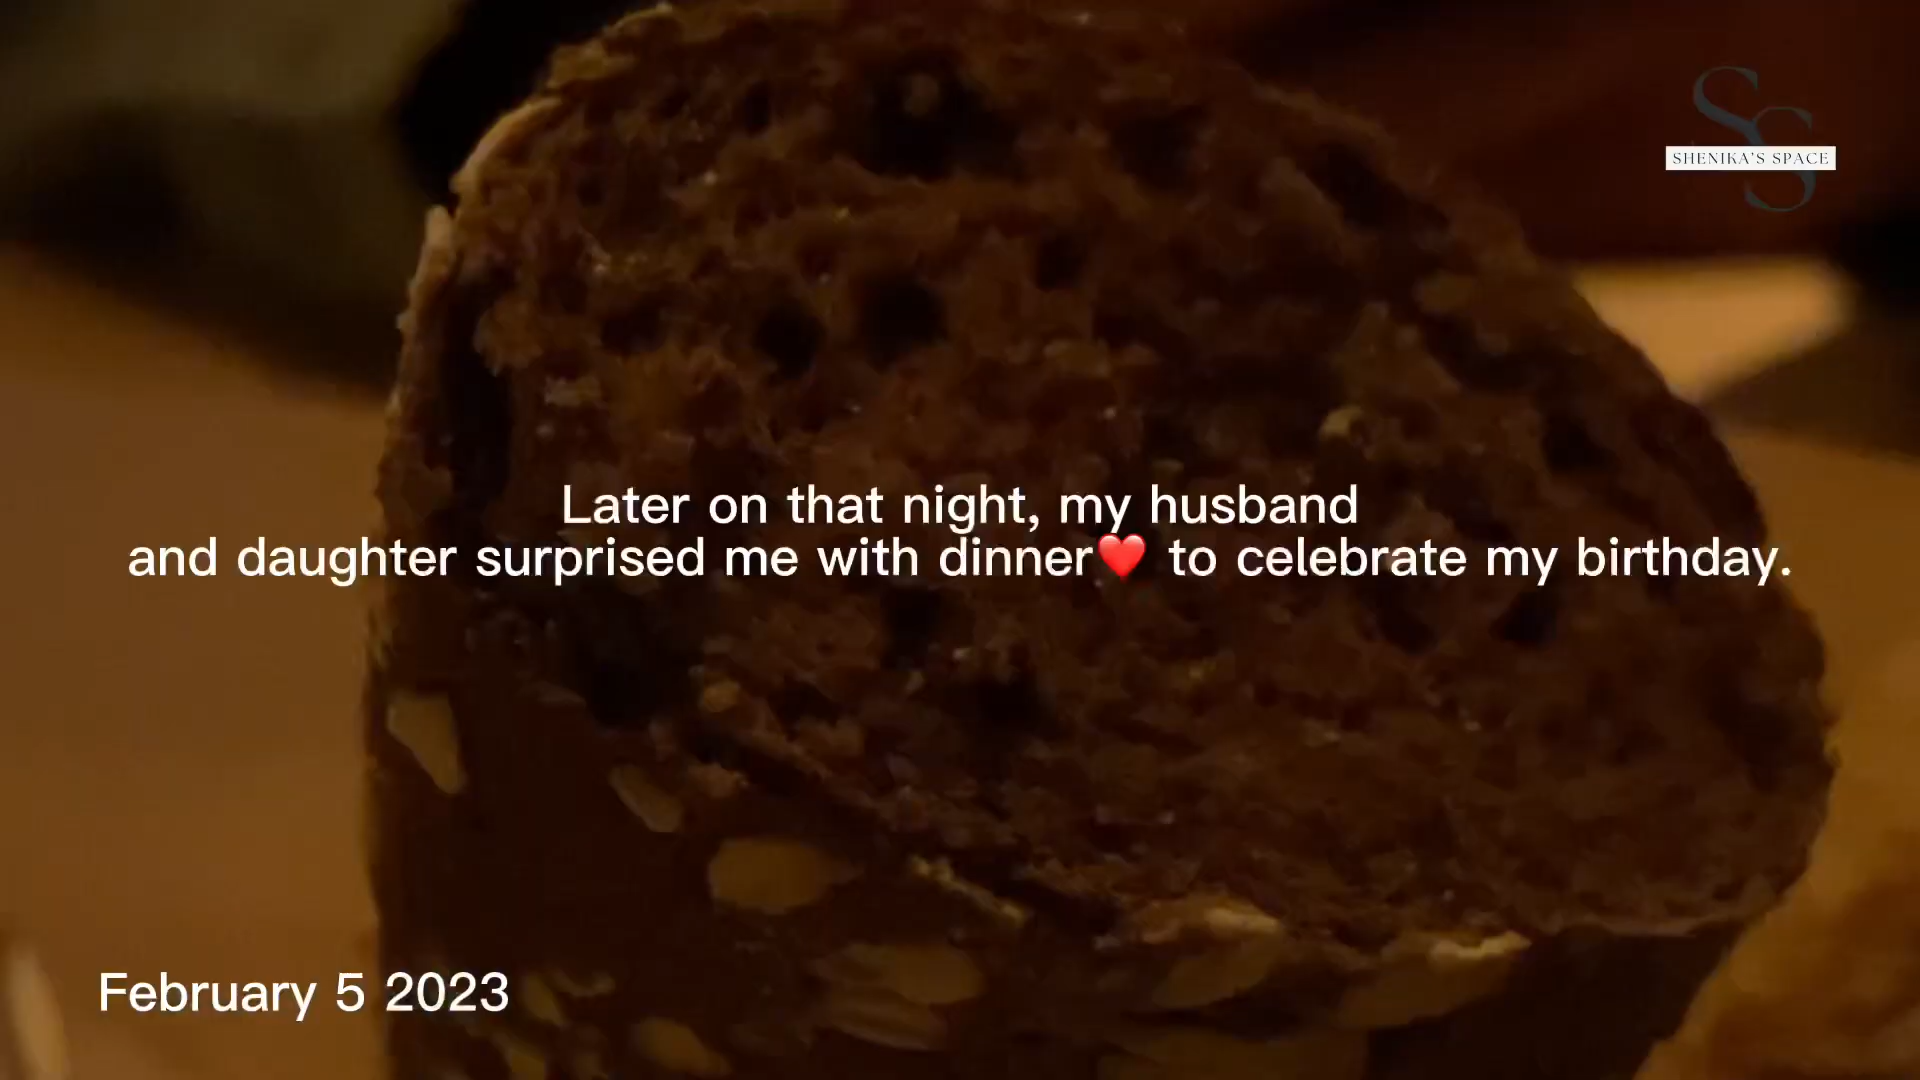 SHENIKA'S SPACE
Later on that night, my husband
and daughter surprised me with dinner❤️ to celebrate my birthday.
February 5 2023